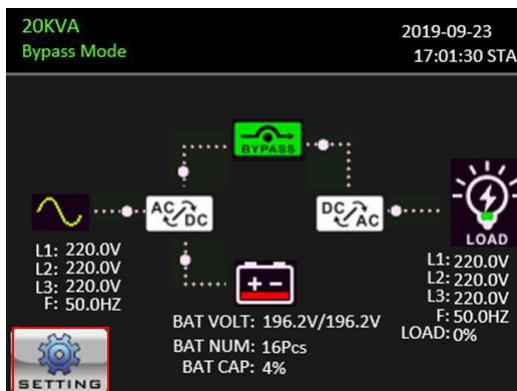 20KVA
Bypass Mode
2019-09-23
17:01:30 STA
BYPASS
AC
DC
DC
AC
LOAD
L1: 220.0V
L2: 220.0V
L3: 220.0V
F: 50.0HZ
BAT VOLT: 196.2V/196.2V
BAT NUM: 16Pcs
BAT CAP: 4%
L1: 220.0V
L2: 220.0V
L3: 220.0V
F: 50.0HZ
LOAD: 0%
SETTING